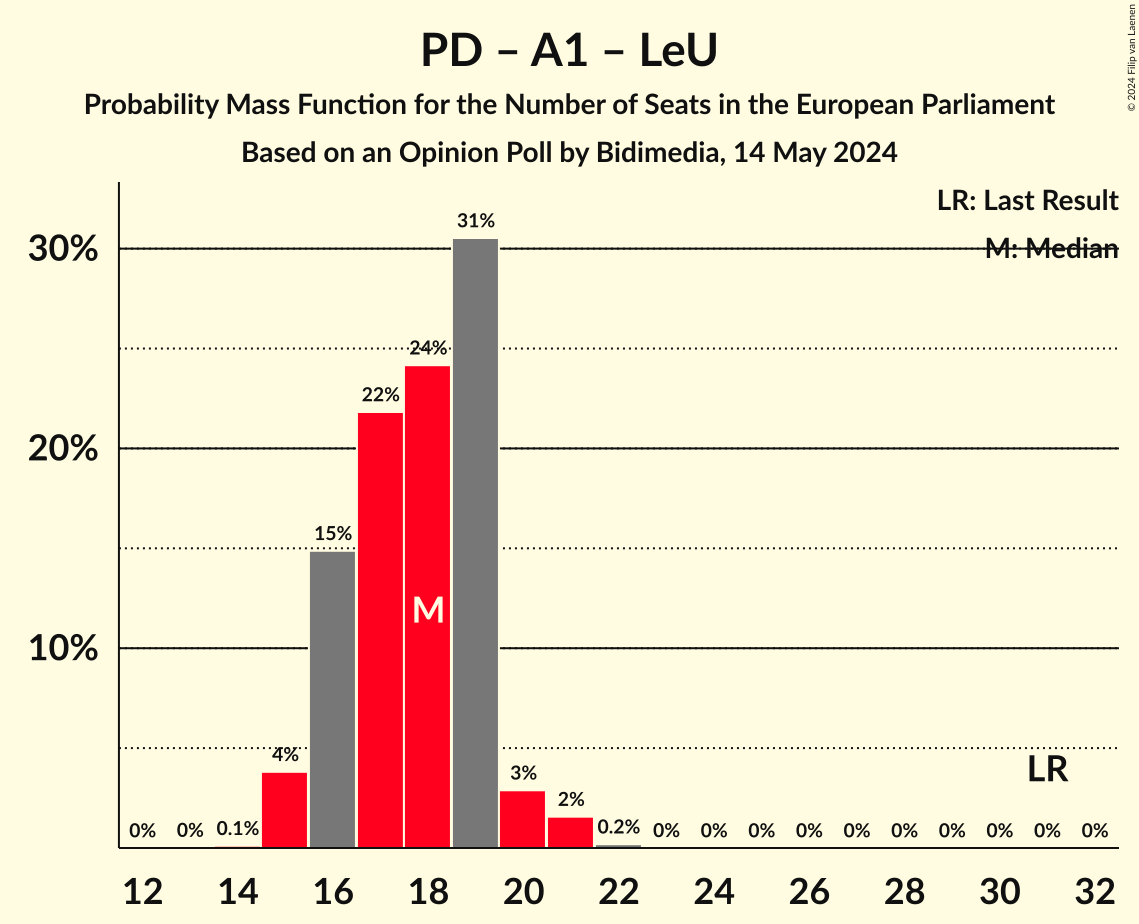 © 2024 Filip van Laenen
PD – A1 – LeU
Probability Mass Function for the Number of Seats in the European Parliament
Based on an Opinion Poll by Bidimedia, 14 May 2024
LR: Last Result
M: Median
30%
20%
10%
0% 0% 0.1% 4% 15% 22% 24% 31% 3% 2% 0.2% 0% 0% 0% 0% 0% 0% 0% 0% 0% 0%
M
LR
12 14 16 18 20 22 24 26 28 30 32